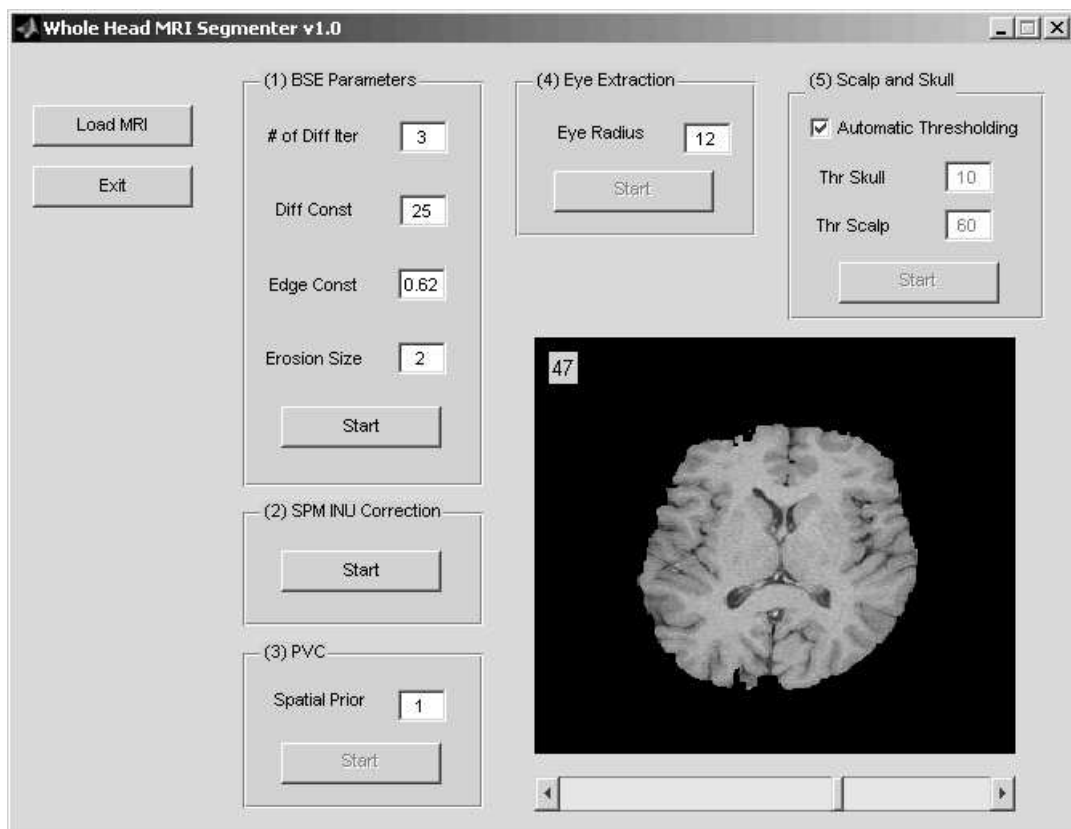 Whole Head MRI Segmenter v1.0
Load MRI
Exit
(1) BSE Parameters
# of Diff Iter 3
Diff Const 25
Edge Const 0.62
Erosion Size 2
Start
(2) SPM INU Correction
Start
(3) PVC
Spatial Prior 1
Start
(4) Eye Extraction
Eye Radius 12
Start
(5) Scalp and Skull
Automatic Thresholding
Thr Skull 10
Thr Scalp 60
Start
47